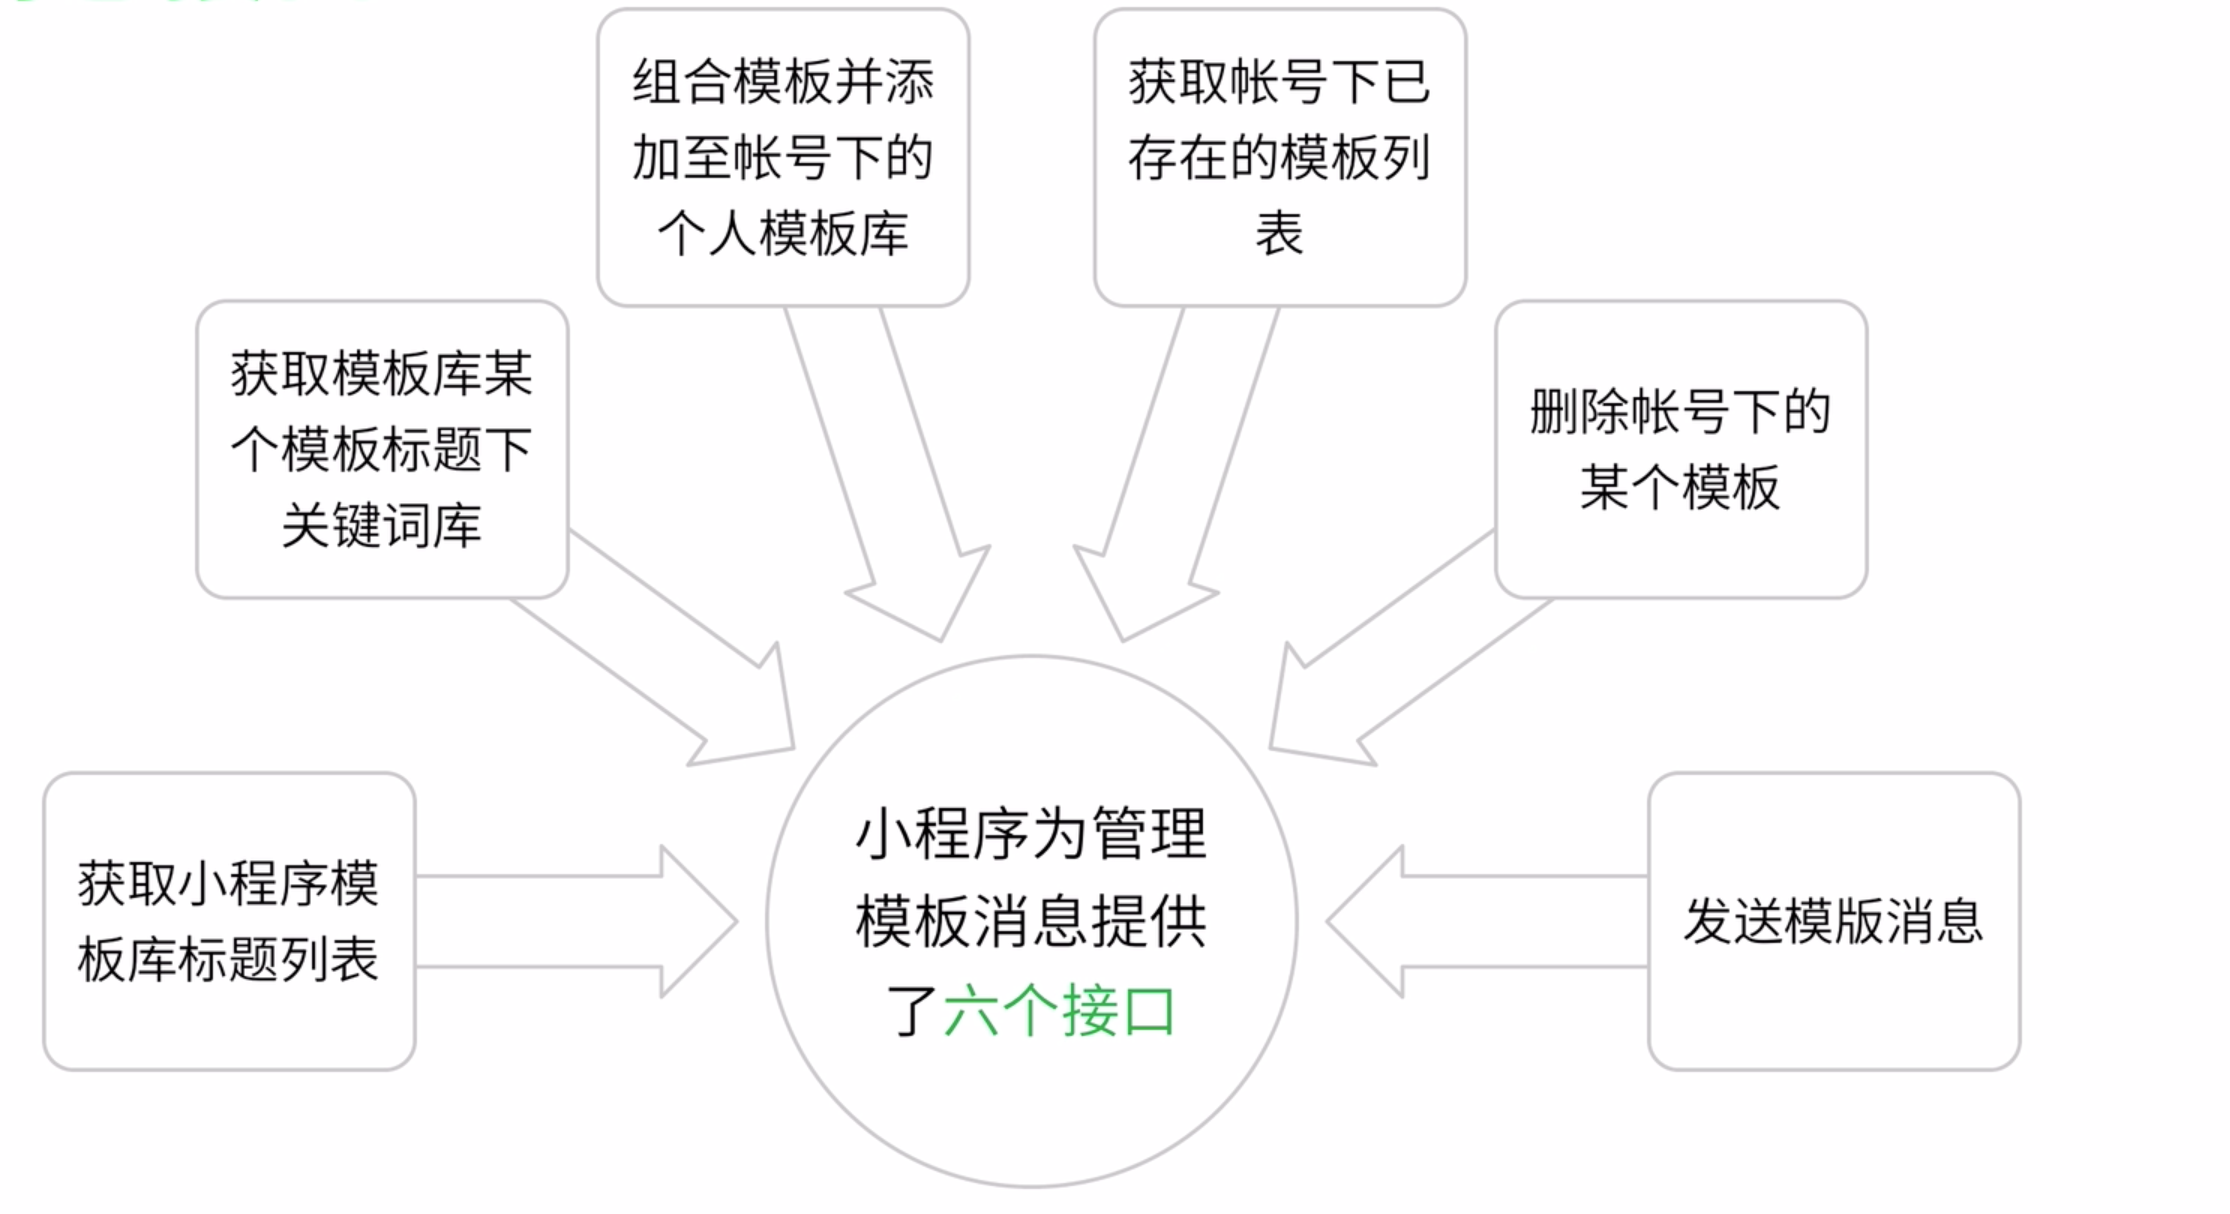 组合模板并添
加至帐号下的
个人模板库
获取帐号下已
存在的模板列
表
获取模板库某
个模板标题下
关键词库
删除帐号下的
某个模板
获取小程序模
板库标题列表
小程序为管理
模板消息提供
了六个接口
发送模版消息